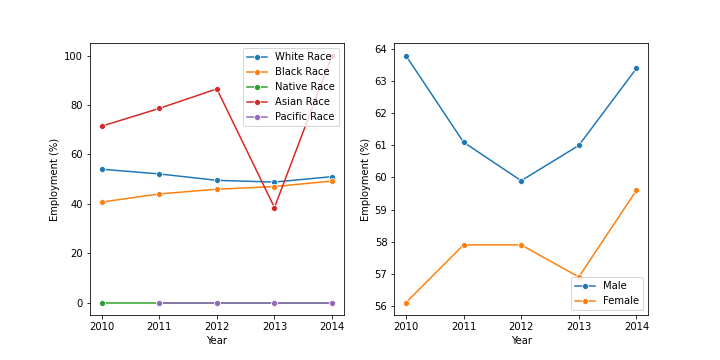 100
80
60
40
20
0
Employment (%)
2010 2011 2012 2013 2014
Year
White Race
Black Race
Native Race
Asian Race
Pacific Race
64
63
62
61
60
59
58
57
56
Employment (%)
2010 2011 2012 2013 2014
Year
Male
Female